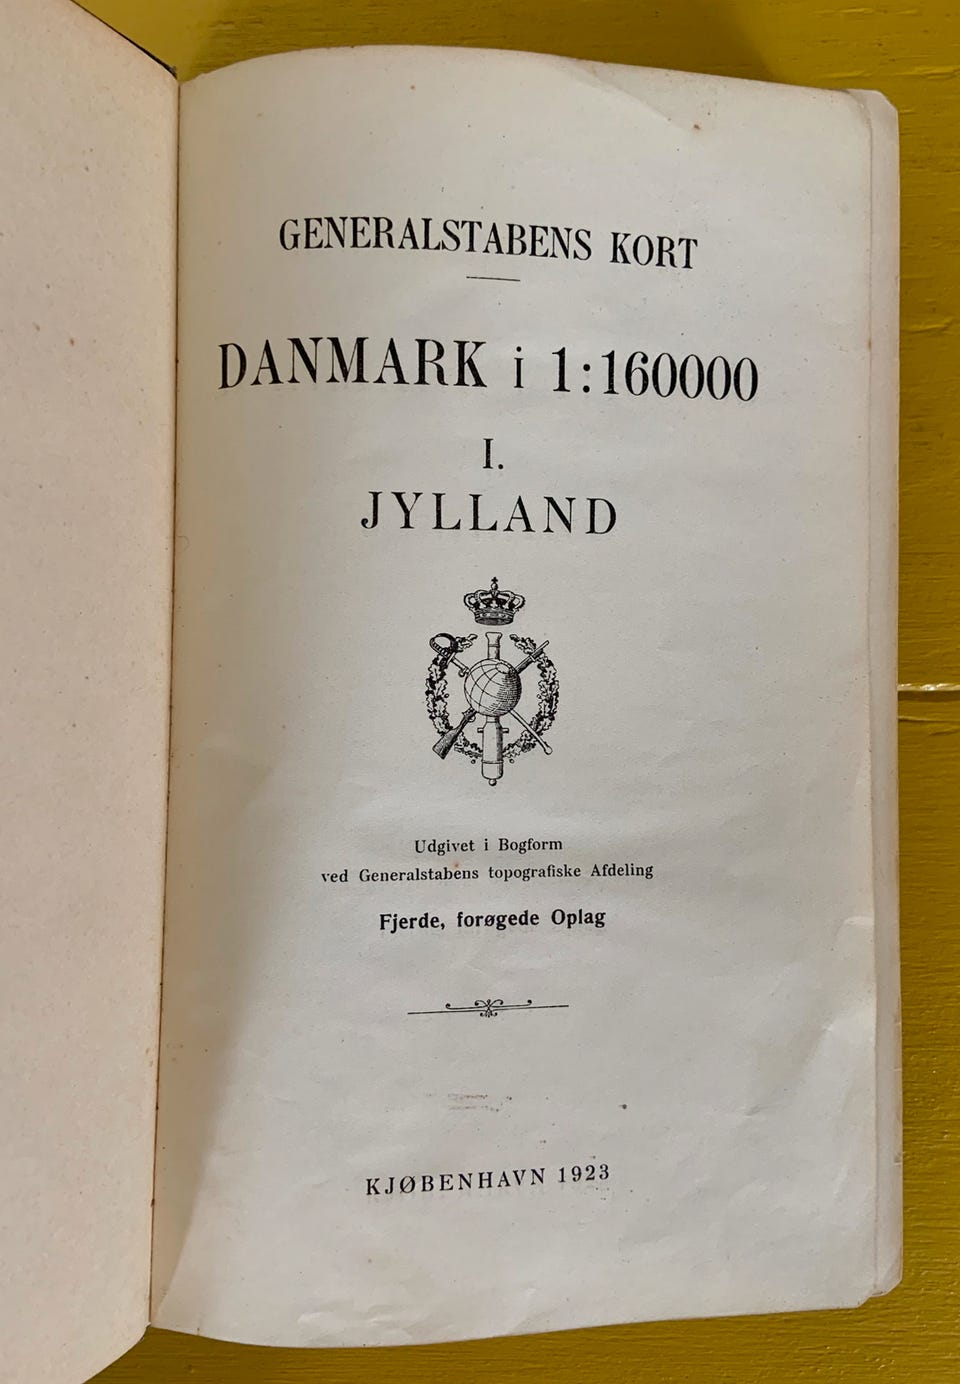 GENERALSTABENS KORT
DANMARK i 1:160000
I.
JYLLAND
Udgivet i Bogform
ved Generalstabens topografiske Afdeling
Fjerde, forøgede Oplag
KJØBENHAVN 1923